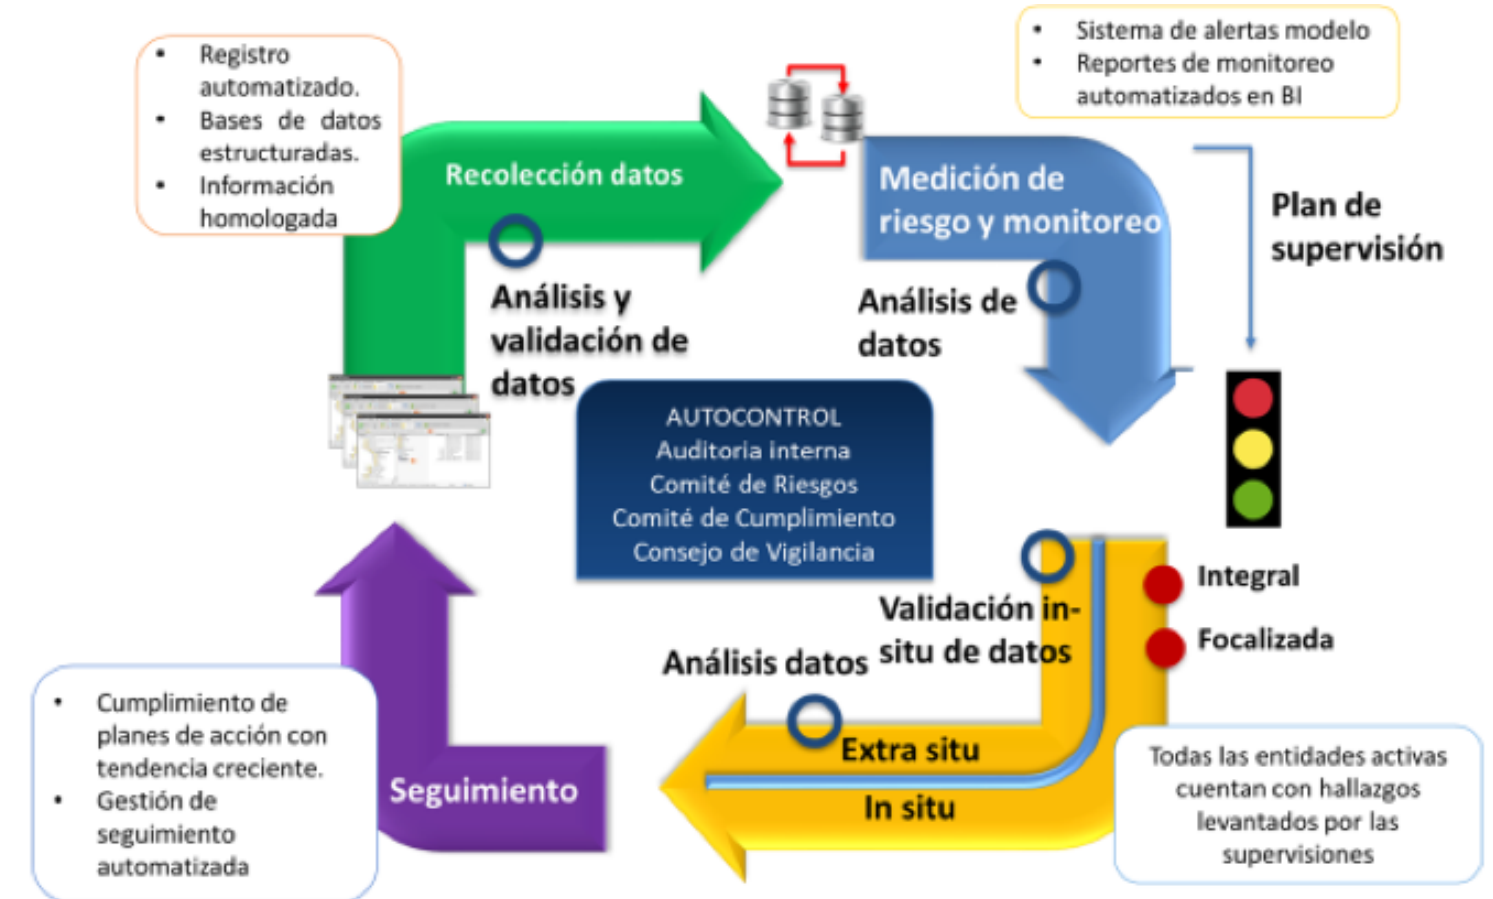 • Registro
automatizado.
• Bases de datos
estructuradas.
• Información
homologada
Recolección datos
Análisis y
validación de
datos
• Sistema de alertas modelo
• Reportes de monitoreo
automatizados en BI
Medición de
riesgo y monitoreo
Análisis de
datos
Plan de
supervisión
AUTOCONTROL
Auditoria interna
Comité de Riesgos
Comité de Cumplimiento
Consejo de Vigilancia
Integral
Focalizada
Validación in-
situ de datos
Análisis datos
Extra situ
In situ
Todas las entidades activas
cuentan con hallazgos
levantados por las
supervisiones
Seguimiento
• Cumplimiento de
planes de acción con
tendencia creciente.
• Gestión de
seguimiento
automatizada